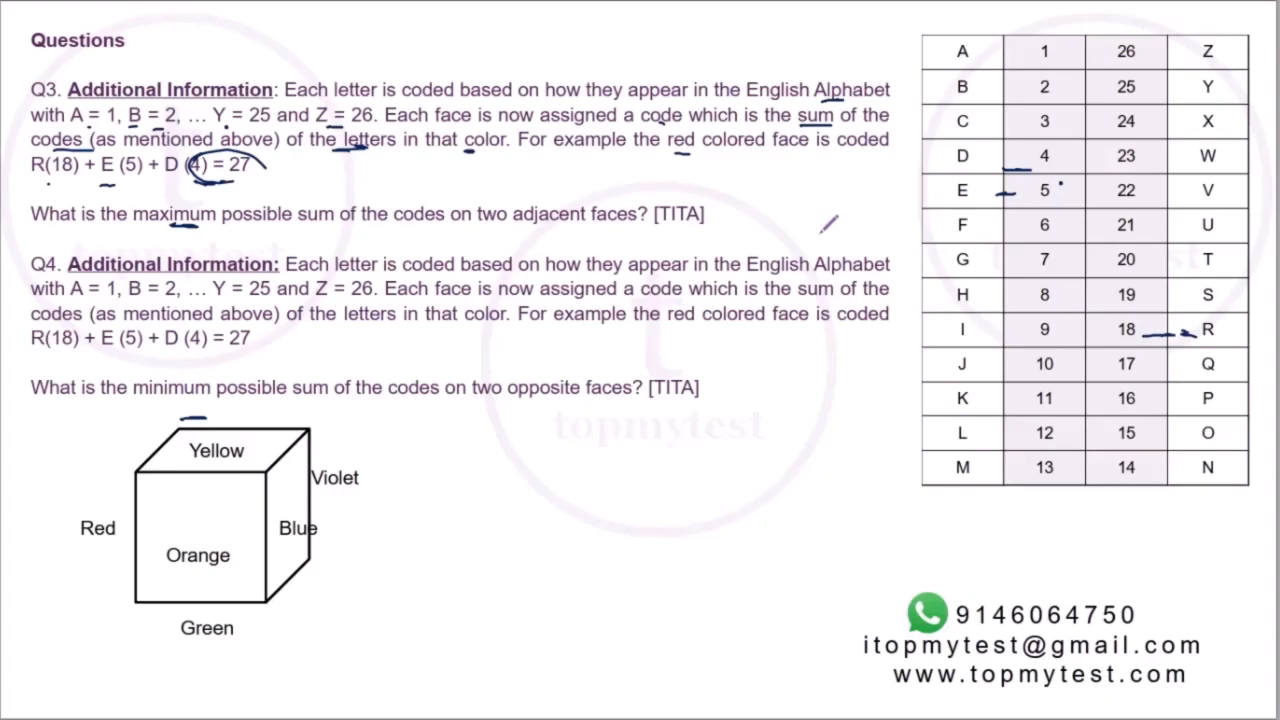 Questions
Q3. Additional Information: Each letter is coded based on how they appear in the English Alphabet
with A = 1, B = 2, ... Y = 25 and Z = 26. Each face is now assigned a code which is the sum of the
codes (as mentioned above) of the letters in that color. For example the red colored face is coded
R(18) + E (5) + D (4) = 27
What is the maximum possible sum of the codes on two adjacent faces? [TITA]
Q4. Additional Information: Each letter is coded based on how they appear in the English Alphabet
with A = 1, B = 2, ... Y = 25 and Z = 26. Each face is now assigned a code which is the sum of the
codes (as mentioned above) of the letters in that color. For example the red colored face is coded
R(18) + E (5) + D (4) = 27
What is the minimum possible sum of the codes on two opposite faces? [TITA]
Yellow
Violet
Red
Blue
Orange
Green
A 1 26 Z
B 2 25 Y
C 3 24 X
D 4 23 W
E 5 22 V
F 6 21 U
G 7 20 T
H 8 19 S
I 9 18 R
J 10 17 Q
K 11 16 P
L 12 15 O
M 13 14 N
topmytest
9146064750
itopmytest@gmail.com
www.topmytest.com